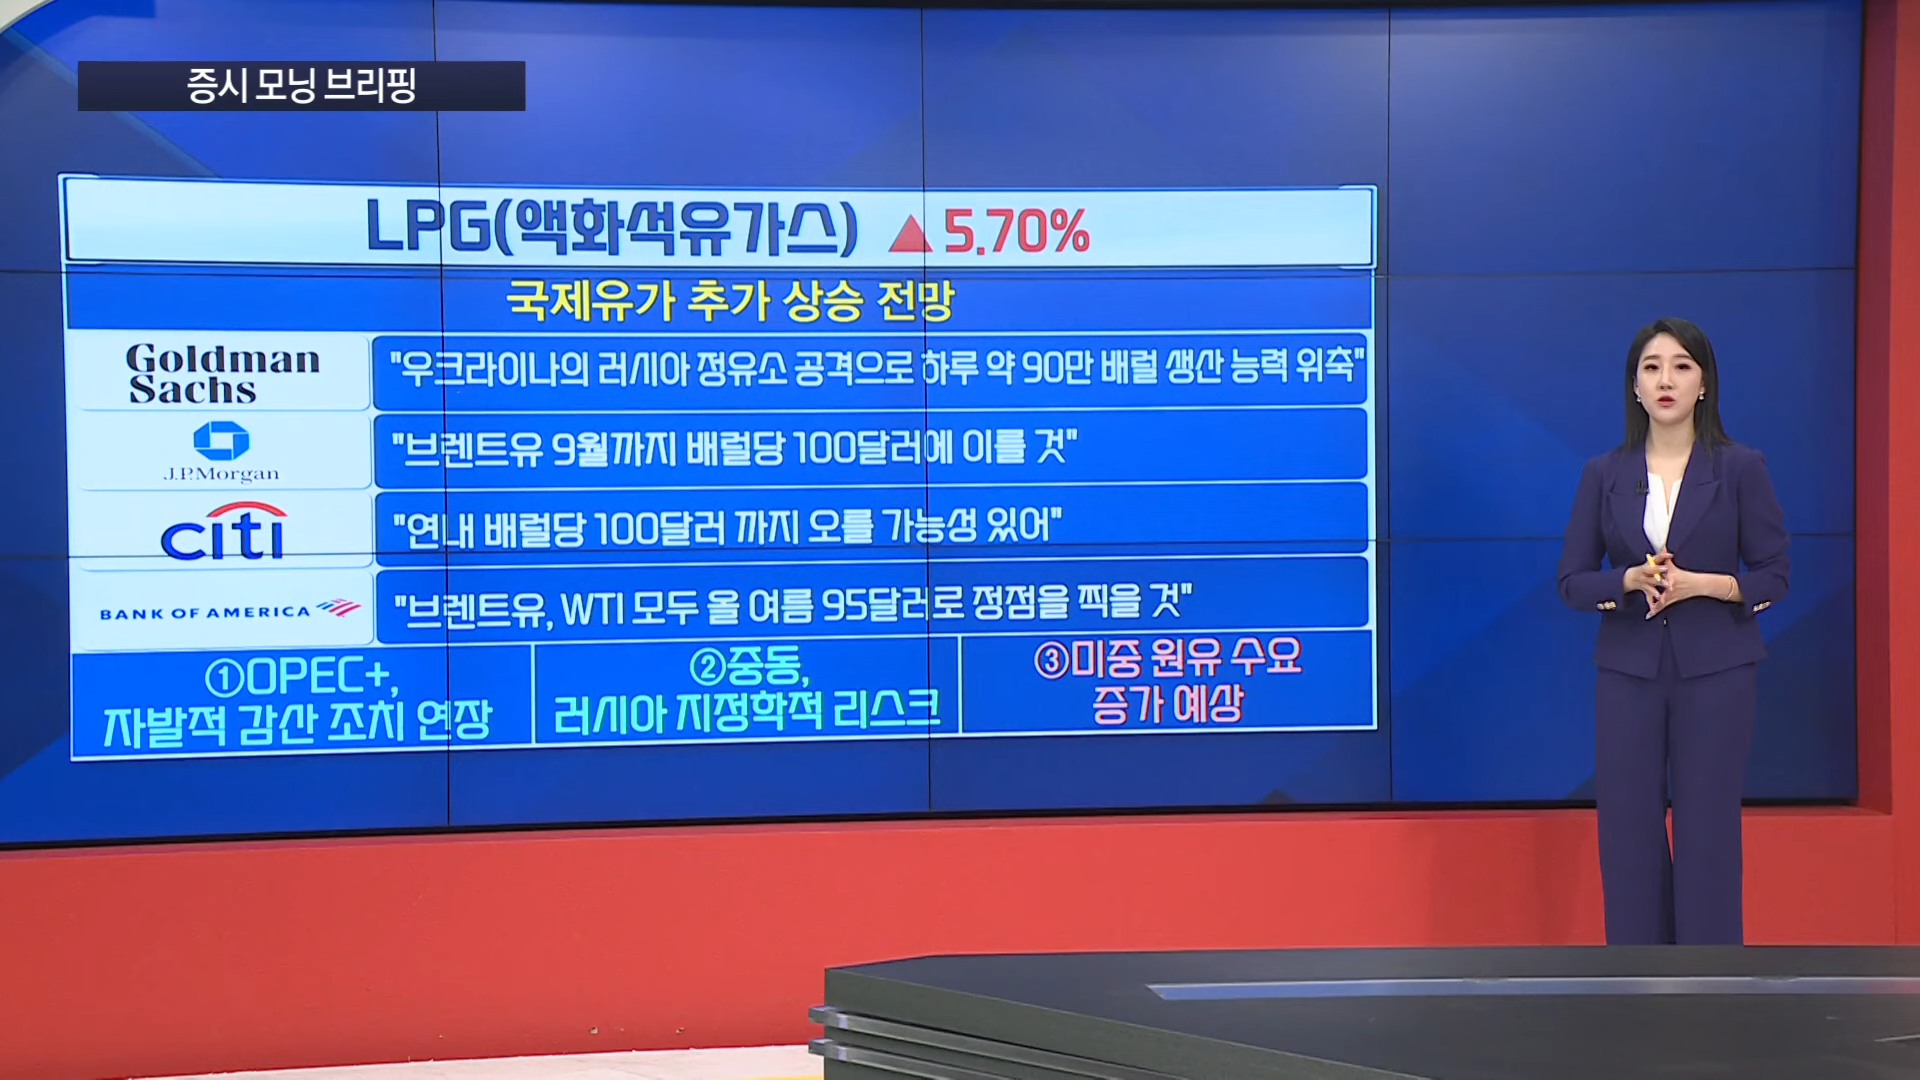 증시 모닝 브리핑
LPG(액화석유가스) ▲5.70%
국제유가 추가 상승 전망
Goldman
Sachs
"우크라이나의 러시아 정유소 공격으로 하루 약 90만 배럴 생산 능력 위축"
J.P.Morgan
"브렌트유 9월까지 배럴당 100달러에 이를 것"
citi
"연내 배럴당 100달러 까지 오를 가능성 있어"
BANK OF AMERICA
"브렌트유, WTI 모두 올 여름 95달러로 정점을 찍을 것"
①OPEC+,
자발적 감산 조치 연장
②중동,
러시아 지정학적 리스크
③미중 원유 수요
증가 예상